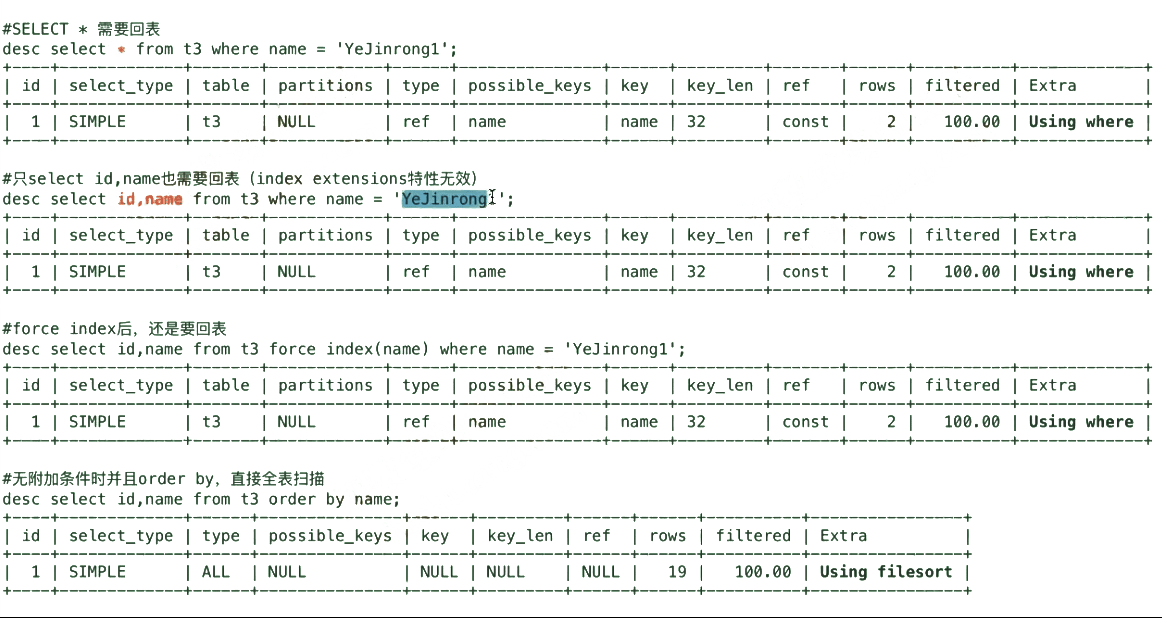 #SELECT * 需要回表
desc select * from t3 where name = 'YeJinrong1';
+----+-------------+-------+------------+------+---------------+------+---------+-------+------+----------+-------------+
| id | select_type | table | partitions | type | possible_keys | key | key_len | ref | rows | filtered | Extra |
+----+-------------+-------+------------+------+---------------+------+---------+-------+------+----------+-------------+
| 1 | SIMPLE | t3 | NULL | ref | name | name | 32 | const | 2 | 100.00 | Using where |
+----+-------------+-------+------------+------+---------------+------+---------+-------+------+----------+-------------+
#只select id,name也需要回表（index extensions特性无效）
desc select id,name from t3 where name = 'YeJinrong1';
+----+-------------+-------+------------+------+---------------+------+---------+-------+------+----------+-------------+
| id | select_type | table | partitions | type | possible_keys | key | key_len | ref | rows | filtered | Extra |
+----+-------------+-------+------------+------+---------------+------+---------+-------+------+----------+-------------+
| 1 | SIMPLE | t3 | NULL | ref | name | name | 32 | const | 2 | 100.00 | Using where |
+----+-------------+-------+------------+------+---------------+------+---------+-------+------+----------+-------------+
#force index后，还是要回表
desc select id,name from t3 force index(name) where name = 'YeJinrong1';
+----+-------------+-------+------------+------+---------------+------+---------+-------+------+----------+-------------+
| id | select_type | table | partitions | type | possible_keys | key | key_len | ref | rows | filtered | Extra |
+----+-------------+-------+------------+------+---------------+------+---------+-------+------+----------+-------------+
| 1 | SIMPLE | t3 | NULL | ref | name | name | 32 | const | 2 | 100.00 | Using where |
+----+-------------+-------+------------+------+---------------+------+---------+-------+------+----------+-------------+
#无附加条件时并且order by，直接全表扫描
desc select id,name from t3 order by name;
+----+-------------+------+---------------+------+---------+------+------+----------+----------------+
| id | select_type | type | possible_keys | key | key_len | ref | rows | filtered | Extra |
+----+-------------+------+---------------+------+---------+------+------+----------+----------------+
| 1 | SIMPLE | ALL | NULL | NULL | NULL | NULL | 19 | 100.00 | Using filesort |
+----+-------------+------+---------------+------+---------+------+------+----------+----------------+